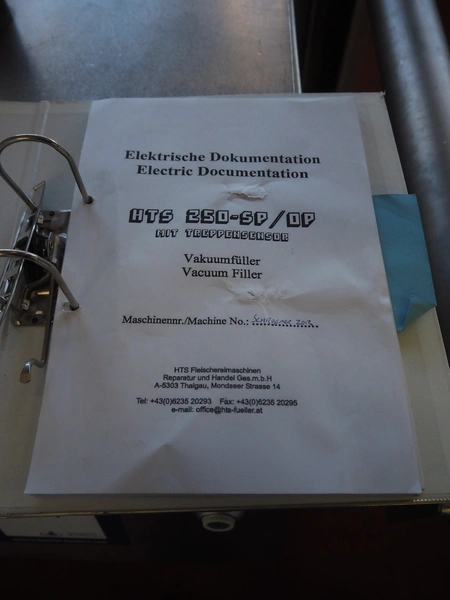 Elektrische Dokumentation
Electric Documentation
HTS 250-SP/OP
MIT TREPPENSENSOR
Vakuumfüller
Vacuum Filler
Maschinennr./Machine No.:
HTS Fleischereimaschinen
Reparatur und Handel Ges.m.b.H
A-5303 Thalgau, Mondseer Strasse 14
Tel: +43(0)6235 20293 Fax: +43(0)6235 20295
e-mail: office@hts-fueller.at